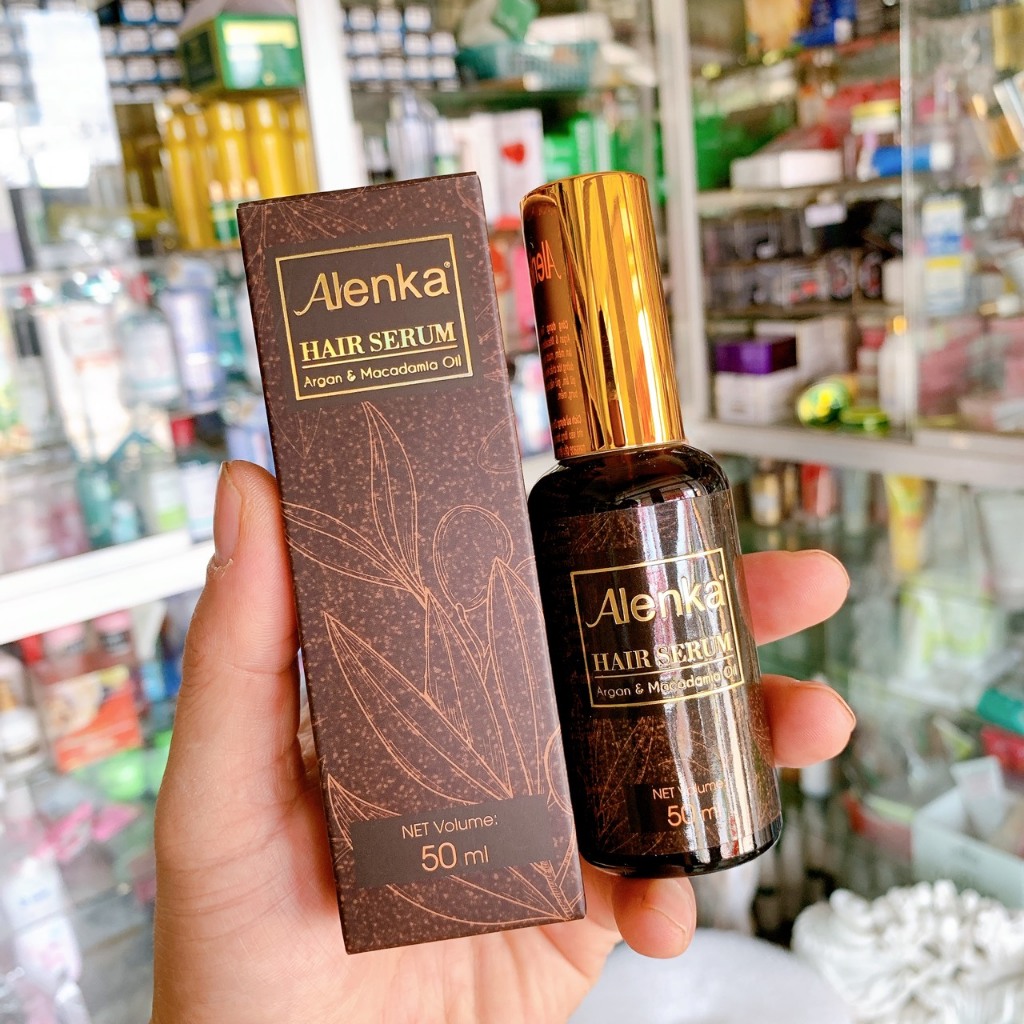 Alenka®
HAIR SERUM
Argan & Macadamia Oil
NET Volume:
50 ml
Alenka
HAIR SERUM
Argan & Macadamia Oil
NET Volume:
50 ml